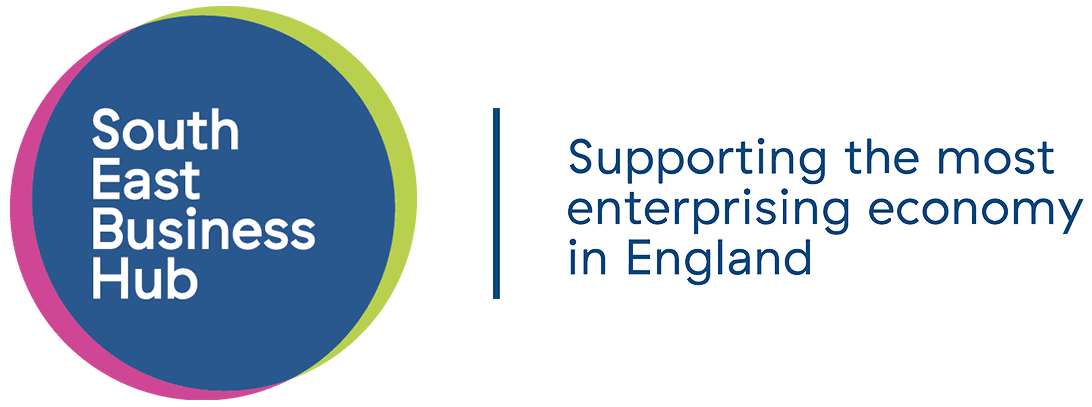 South
East
Business
Hub
Supporting the most
enterprising economy
in England